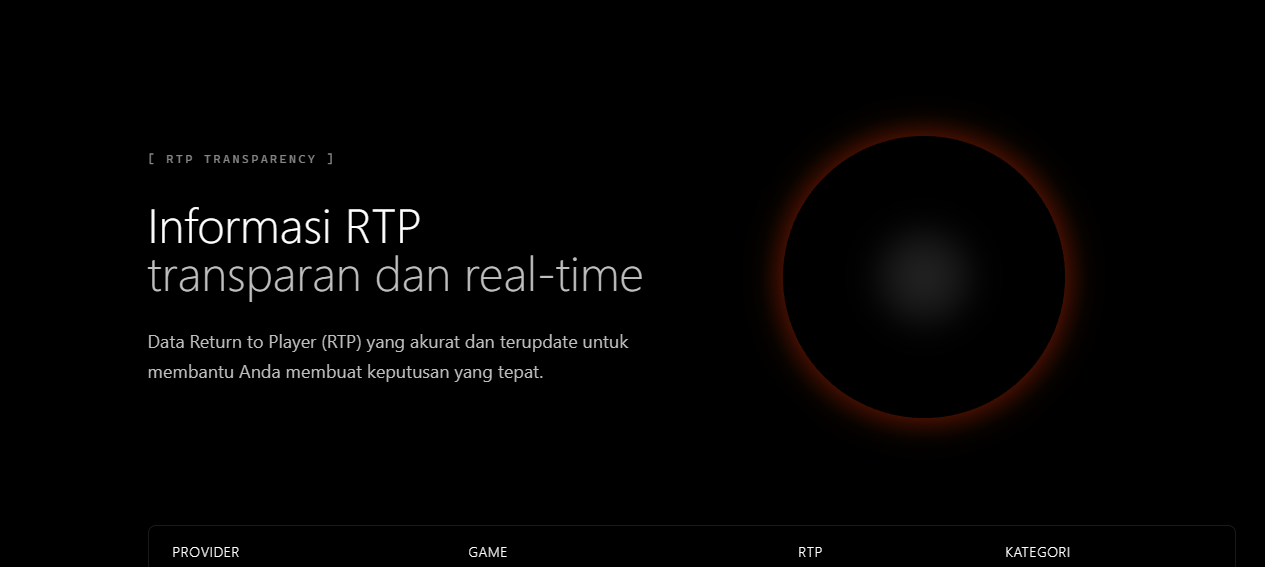 [ RTP TRANSPARENCY ]
Informasi RTP
transparan dan real-time
Data Return to Player (RTP) yang akurat dan terupdate untuk
membantu Anda membuat keputusan yang tepat.
PROVIDER GAME RTP KATEGORI